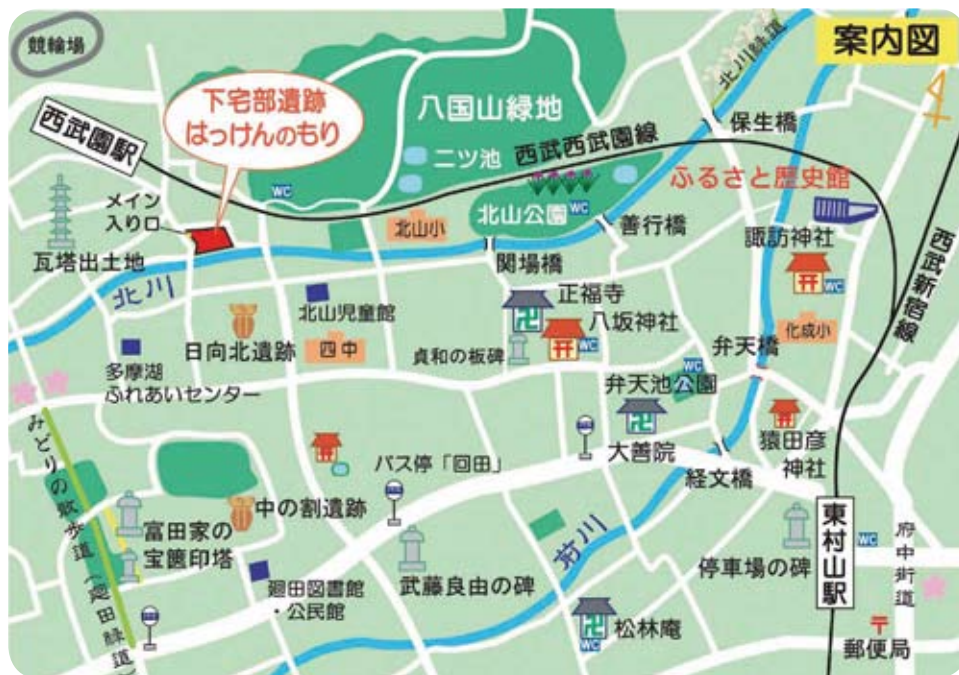 競輪場
案内図
北川緑道
下宅部遺跡
はっけんのもり
八国山緑地
西武園駅
二ツ池
西武西武園線
保生橋
ふるさと歴史館
WC
メイン
入り口
北山小
北山公園
WC
善行橋
諏訪神社
WC
瓦塔出土地
北川
関場橋
西武新宿線
北山児童館
正福寺
八坂神社
WC
日向北遺跡
四中
貞和の板碑
弁天橋
化成小
多摩湖
ふれあいセンター
WC
弁天池公園
大善院
猿田彦
神社
みどりの散歩道(廻田緑道)
バス停「回田」
経文橋
中の割遺跡
富田家の
宝篋印塔
前川
東村山駅
WC
府中街道
停車場の碑
廻田図書館
・公民館
武藤良由の碑
松林庵
WC
郵便局